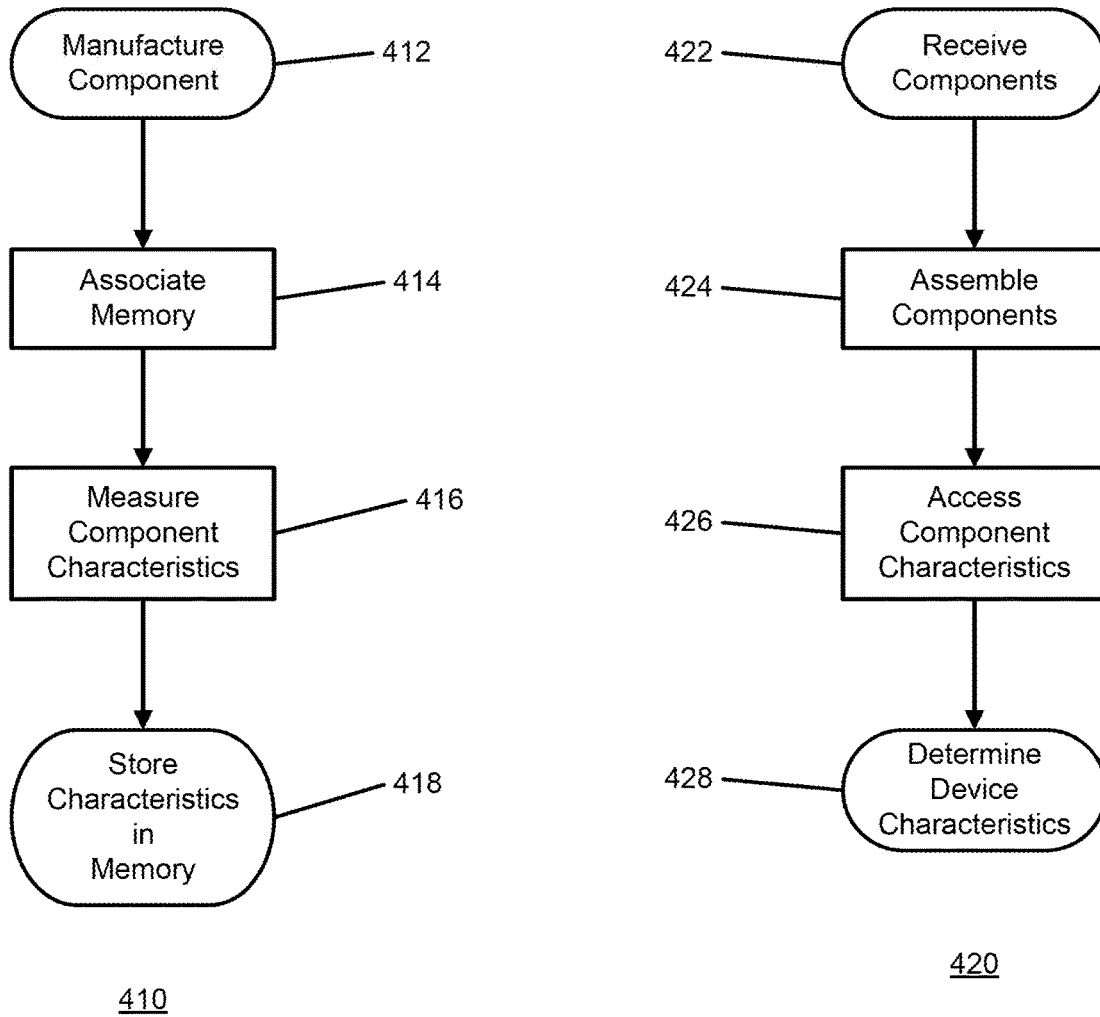 Manufacture
Component
412
Associate
Memory
414
Measure
Component
Characteristics
416
Store
Characteristics
in
Memory
418
410
Receive
Components
422
Assemble
Components
424
Access
Component
Characteristics
426
Determine
Device
Characteristics
428
420